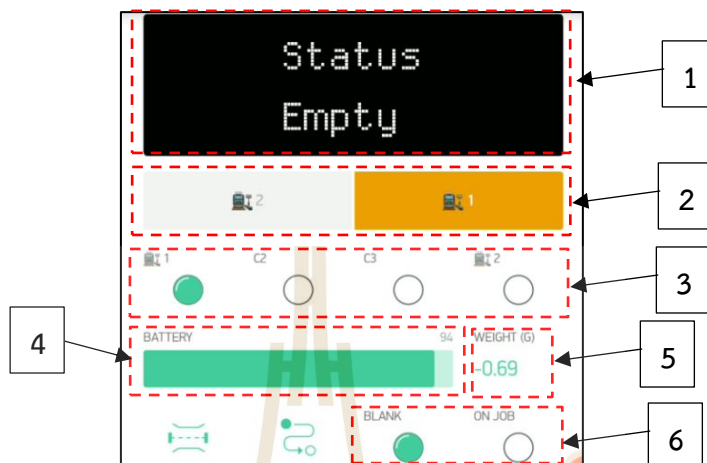 Status
Empty
1
2 1
2
1 C2 C3 2
3
4
BATTERY 94 WEIGHT (G)
-0.69
5
BLANK ON JOB
6